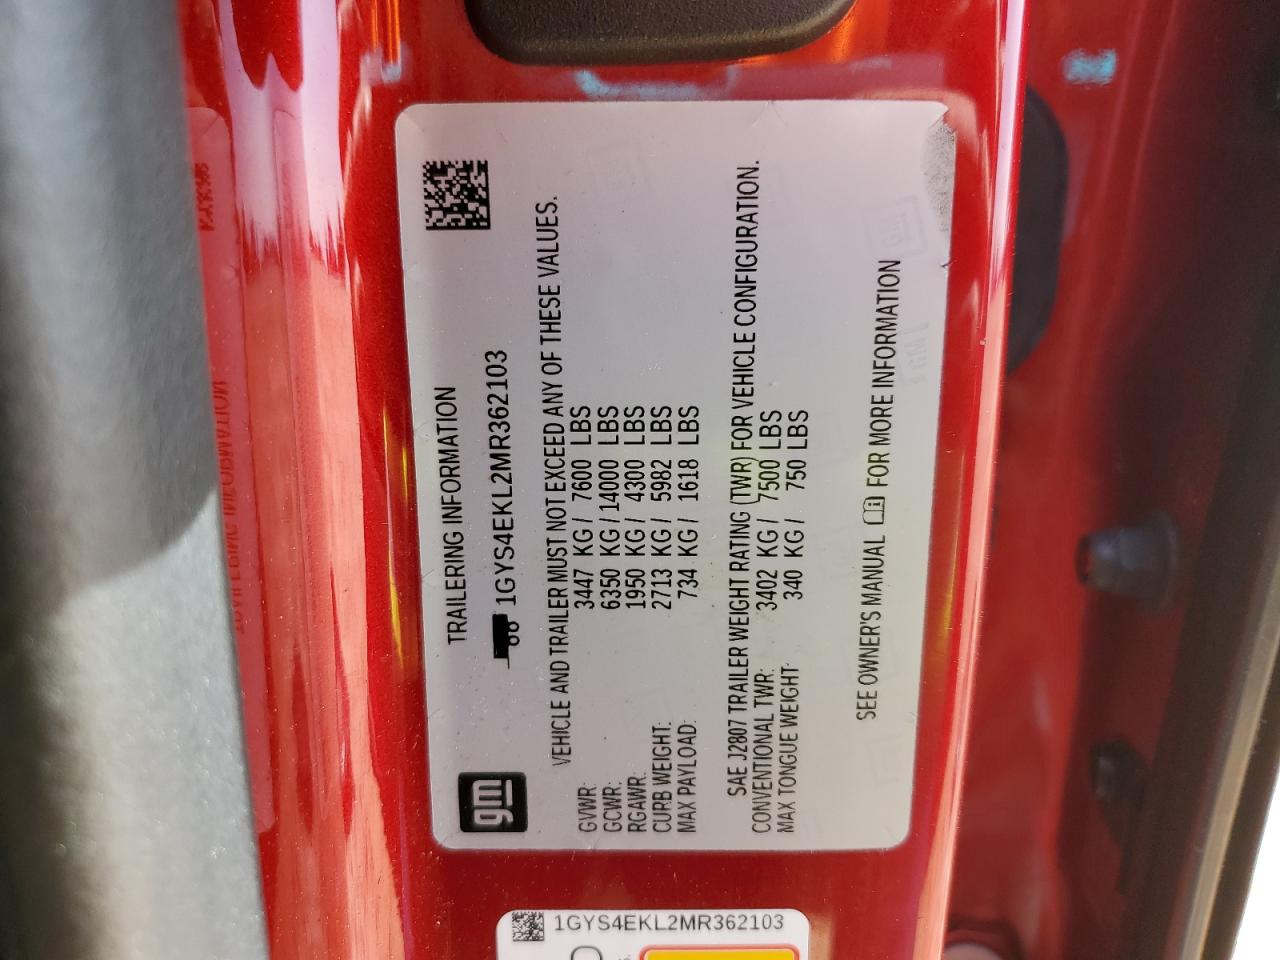 gm
TRAILERING INFORMATION
1GYS4EKL2MR362103
VEHICLE AND TRAILER MUST NOT EXCEED ANY OF THESE VALUES.
GVWR: 3447 KG / 7600 LBS
GCWR: 6350 KG / 14000 LBS
RGAWR: 1950 KG / 4300 LBS
CURB WEIGHT: 2713 KG / 5982 LBS
MAX PAYLOAD: 734 KG / 1618 LBS
SAE J2807 TRAILER WEIGHT RATING (TWR) FOR VEHICLE CONFIGURATION.
CONVENTIONAL TWR: 3402 KG / 7500 LBS
MAX TONGUE WEIGHT: 340 KG / 750 LBS
SEE OWNER'S MANUAL FOR MORE INFORMATION
1GYS4EKL2MR362103